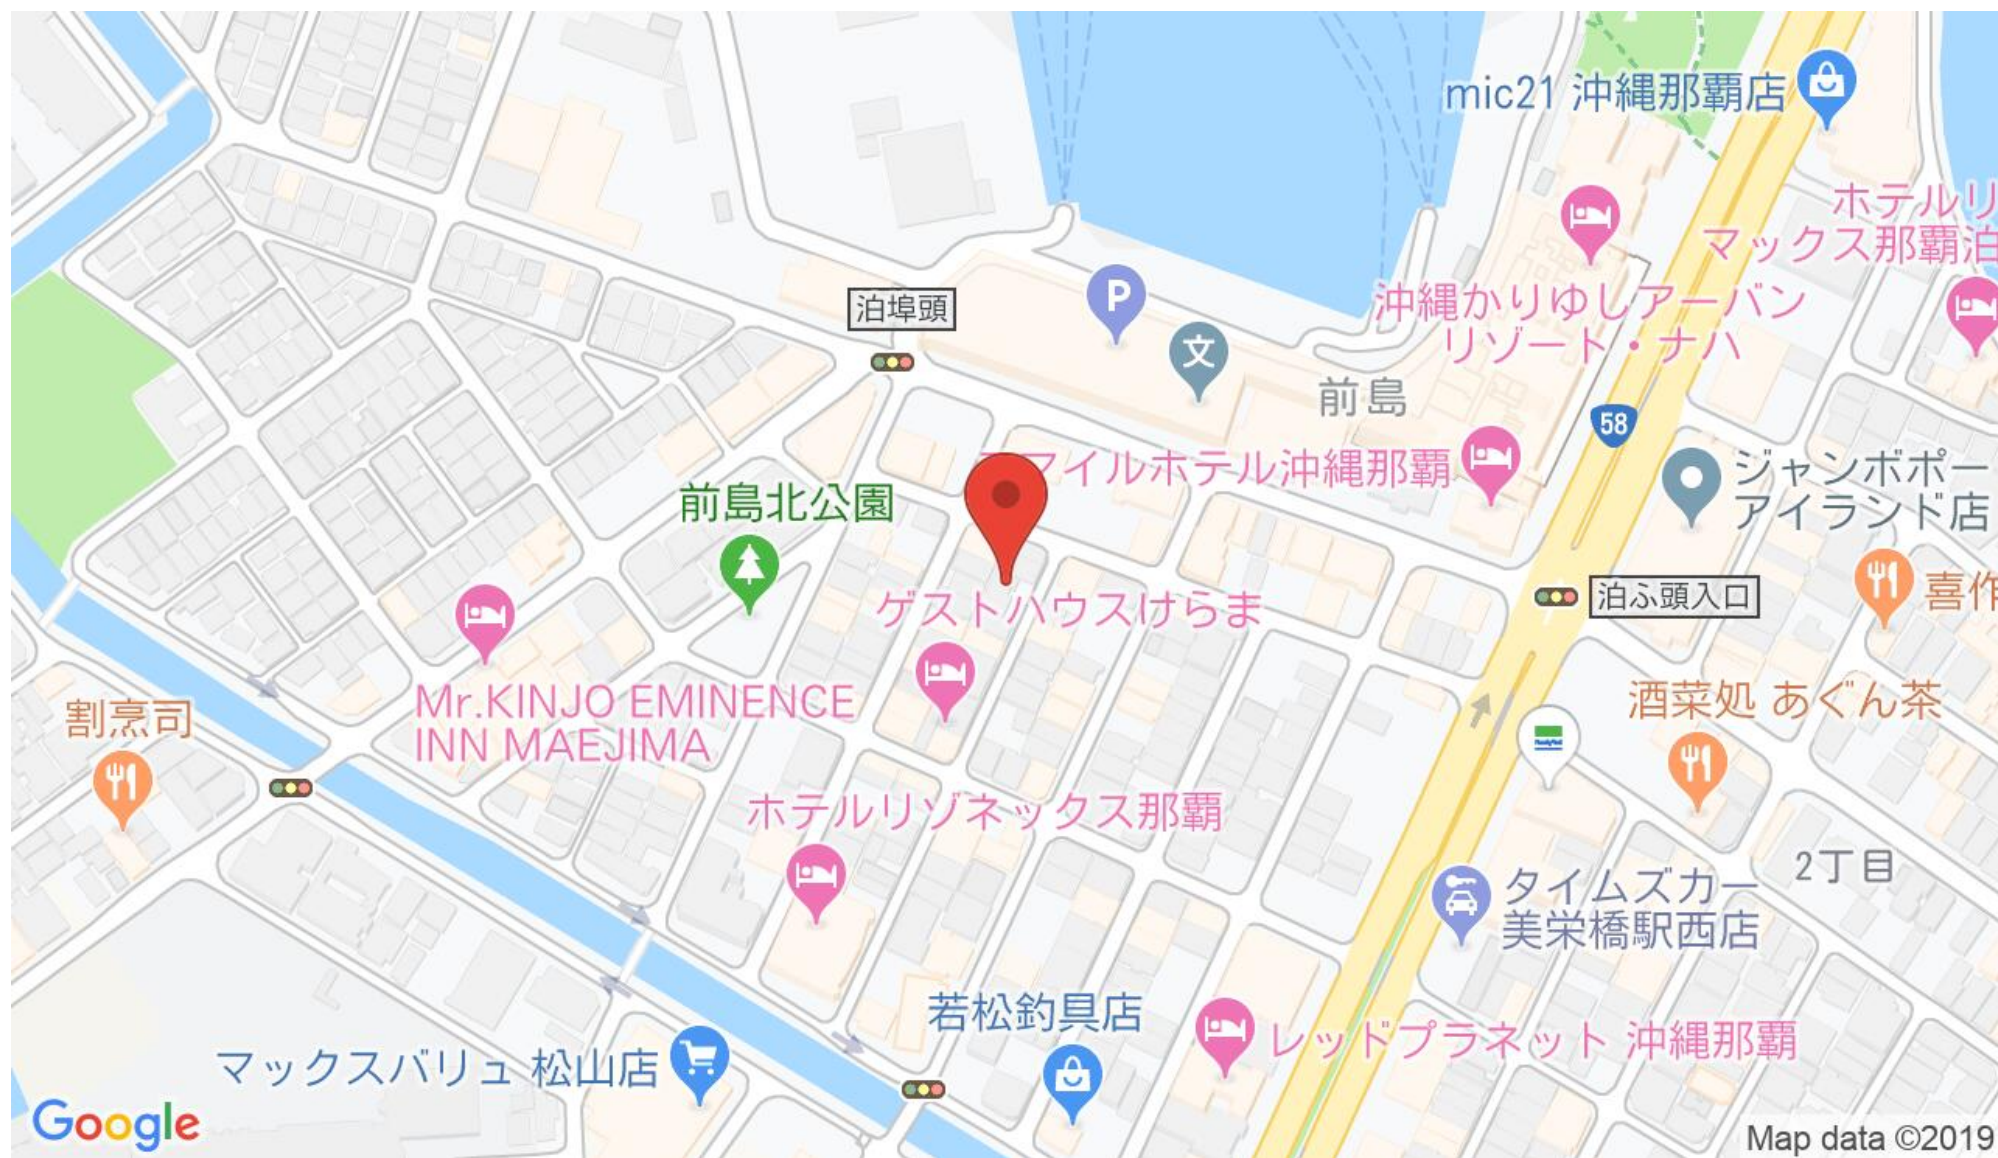 mic21 沖縄那覇店
ホテルリ
マックス那覇泊
泊埠頭
P
文
沖縄かりゆしアーバン
リゾート・ナハ
前島
58
マイルホテル沖縄那覇
ジャンボポー
アイランド店
前島北公園
ゲストハウスけらま
泊ふ頭入口
喜作
割烹司
Mr.KINJO EMINENCE
INN MAEJIMA
酒菜処 あぐん茶
ホテルリゾネックス那覇
2丁目
タイムズカー
美栄橋駅西店
若松釣具店
レッドプラネット 沖縄那覇
マックスバリュ 松山店
Google
Map data ©2019